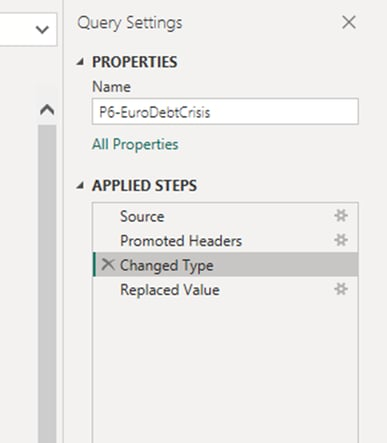 Query Settings
PROPERTIES
Name
P6-EuroDebtCrisis
All Properties
APPLIED STEPS
Source
Promoted Headers
Changed Type
Replaced Value